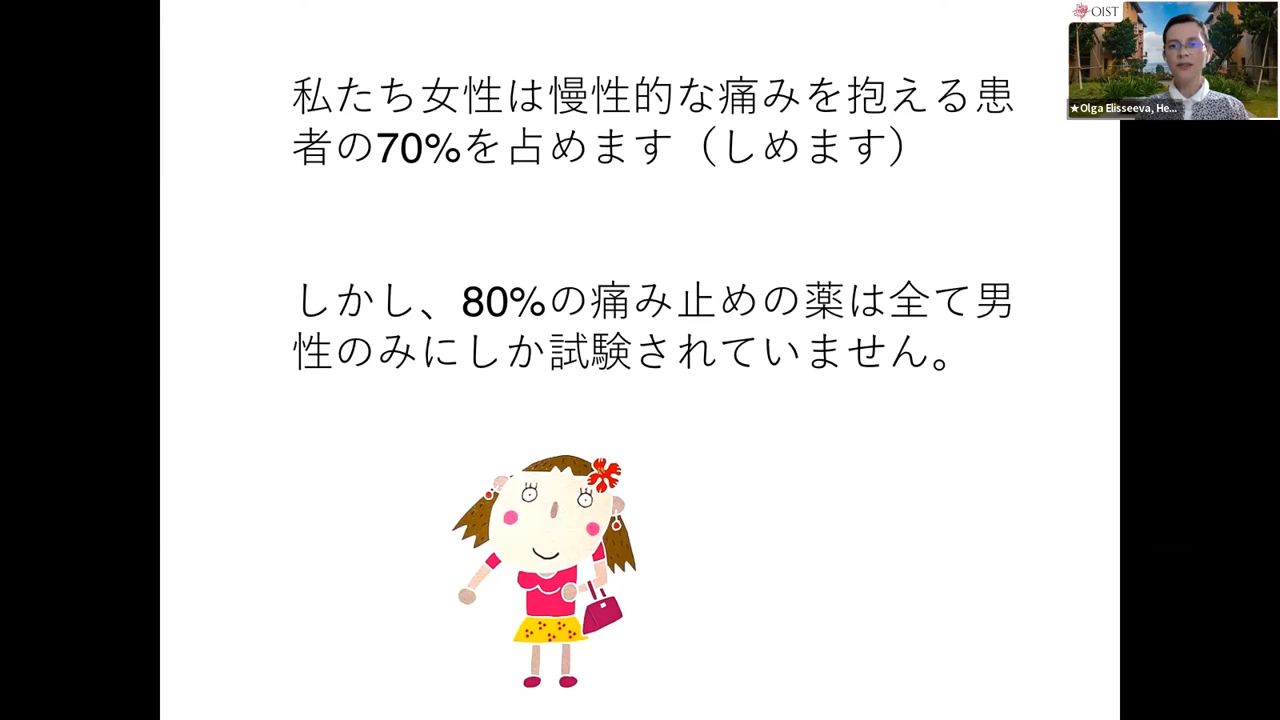 OIST
★Olga Elisseeva, He...
私たち女性は慢性的な痛みを抱える患
者の70%を占めます（しめます）
しかし、80%の痛み止めの薬は全て男
性のみにしか試験されていません。